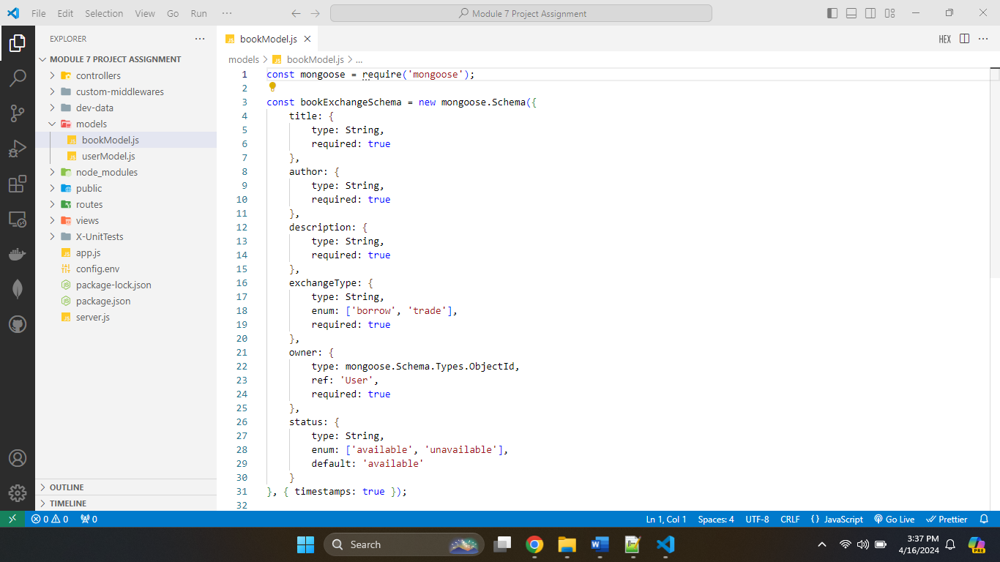 File Edit Selection View Go Run ···
Module 7 Project Assignment
EXPLORER ···
MODULE 7 PROJECT ASSIGNMENT
controllers
custom-middlewares
dev-data
models
JS bookModel.js
JS userModel.js
node_modules
public
routes
views
X-UnitTests
JS app.js
config.env
package-lock.json
package.json
JS server.js
OUTLINE
TIMELINE
JS bookModel.js
HEX ···
models > JS bookModel.js > ...
1 const mongoose = require('mongoose');
2
3 const bookExchangeSchema = new mongoose.Schema({
4 title: {
5 type: String,
6 required: true
7 },
8 author: {
9 type: String,
10 required: true
11 },
12 description: {
13 type: String,
14 required: true
15 },
16 exchangeType: {
17 type: String,
18 enum: ['borrow', 'trade'],
19 required: true
20 },
21 owner: {
22 type: mongoose.Schema.Types.ObjectId,
23 ref: 'User',
24 required: true
25 },
26 status: {
27 type: String,
28 enum: ['available', 'unavailable'],
29 default: 'available'
30 }
31 }, { timestamps: true });
32
0 0 0 Ln 1, Col 1 Spaces: 4 UTF-8 CRLF {} JavaScript Go Live Prettier
Search
3:37 PM
4/16/2024
PRE